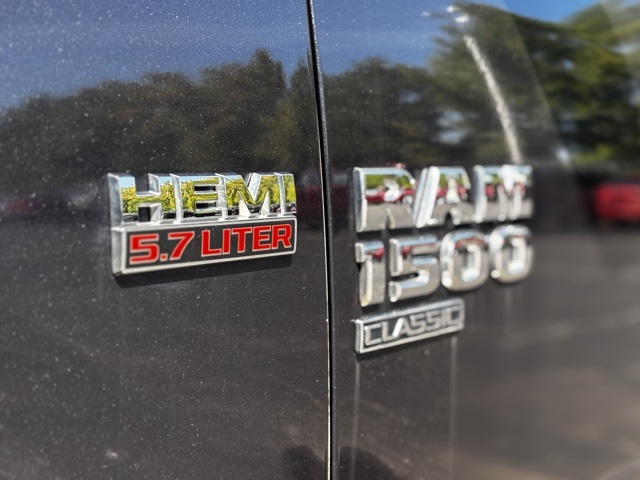 HEMI
5.7 LITER
RAM
1500
CLASSIC